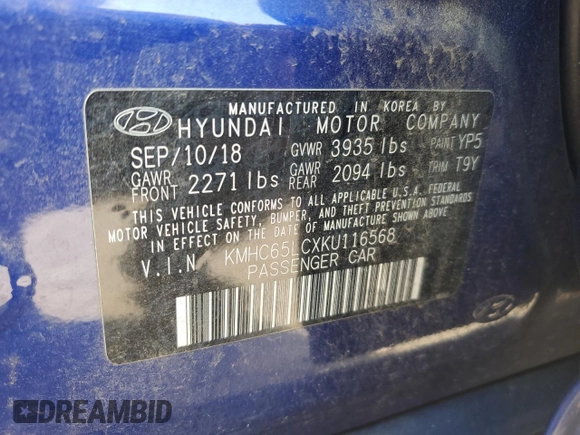 MANUFACTURED IN KOREA BY
HYUNDAI MOTOR COMPANY
SEP/10/18 GVWR 3935 lbs PAINT YP5
GAWR FRONT 2271 lbs GAWR REAR 2094 lbs TRIM T9Y
THIS VEHICLE CONFORMS TO ALL APPLICABLE U.S.A. FEDERAL
MOTOR VEHICLE SAFETY, BUMPER, AND THEFT PREVENTION STANDARDS
IN EFFECT ON THE DATE OF MANUFACTURE SHOWN ABOVE.
V.I.N KMHC65LCXKU116568
PASSENGER CAR
DREAMBID